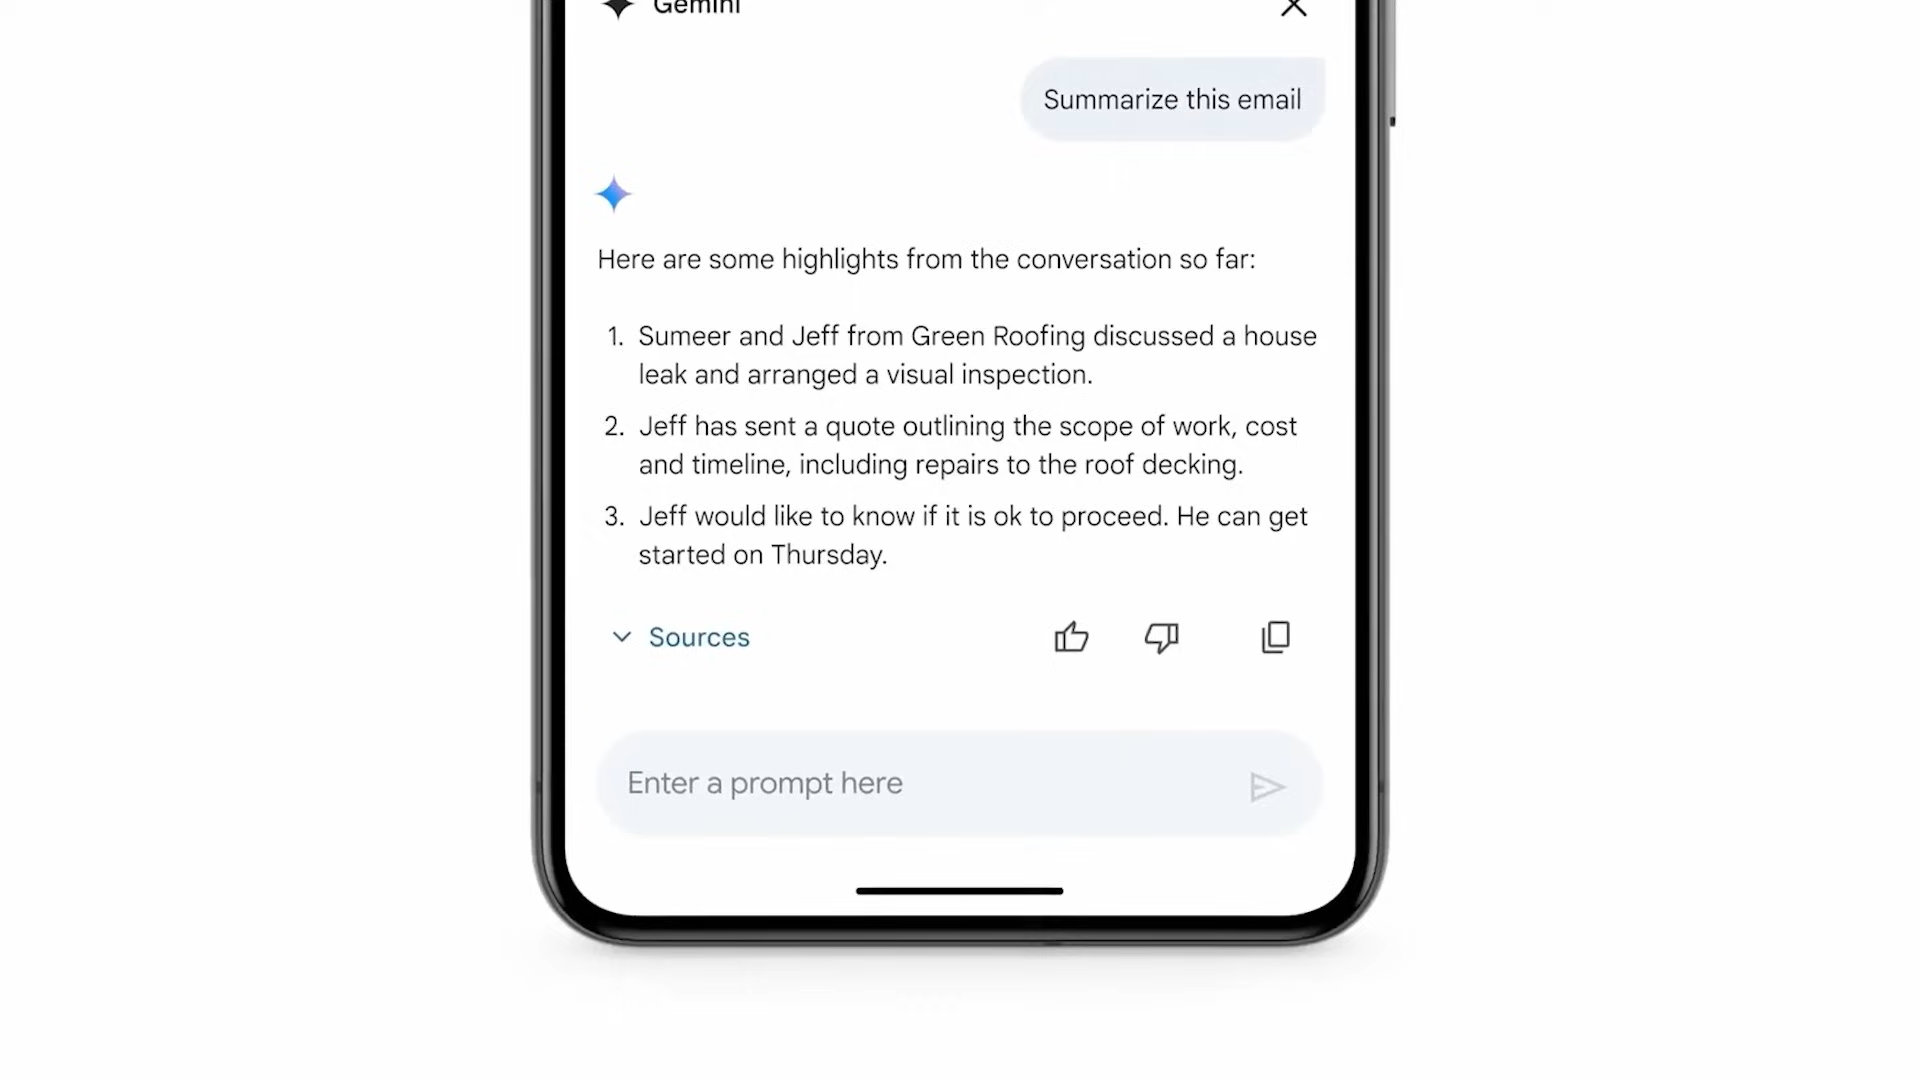 Gemini
Summarize this email
Here are some highlights from the conversation so far:
1. Sumeer and Jeff from Green Roofing discussed a house
leak and arranged a visual inspection.
2. Jeff has sent a quote outlining the scope of work, cost
and timeline, including repairs to the roof decking.
3. Jeff would like to know if it is ok to proceed. He can get
started on Thursday.
Sources
Enter a prompt here